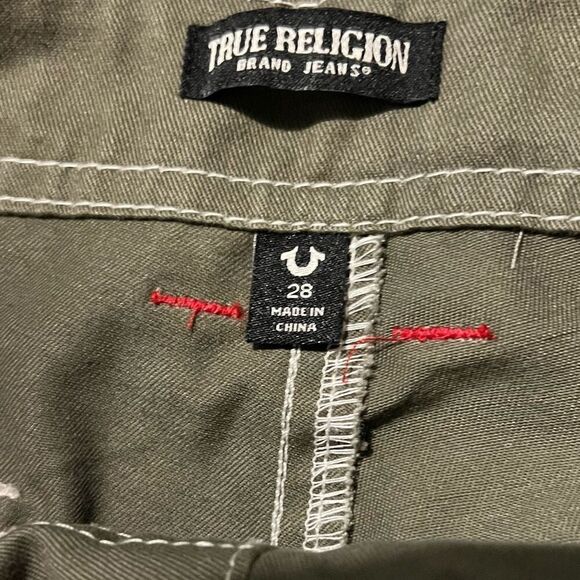 TRUE RELIGION
BRAND JEANS®
28
MADE IN
CHINA